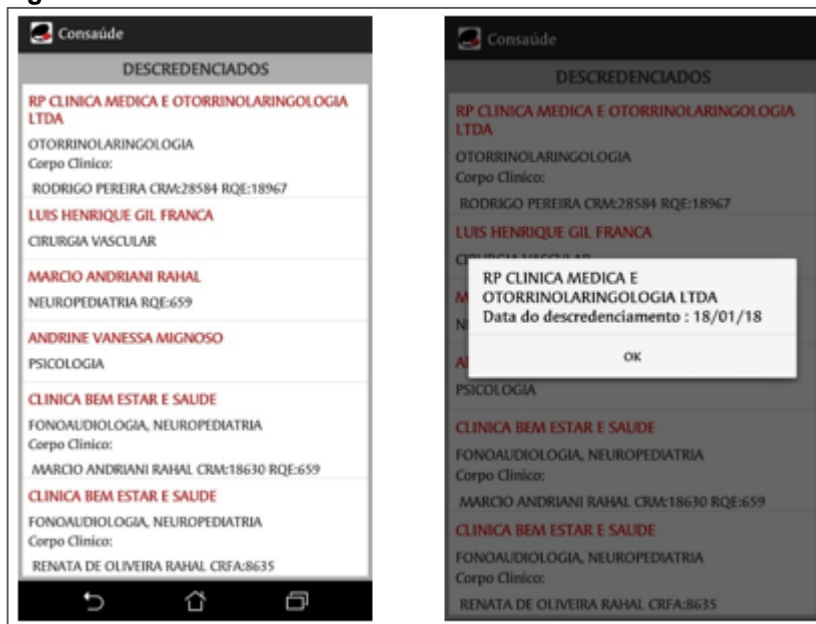 Consaúde
DESCREDENCIADOS
RP CLINICA MEDICA E OTORRINOLARINGOLOGIA
LTDA
OTORRINOLARINGOLOGIA
Corpo Clinico:
RODRIGO PEREIRA CRM:28584 RQE:18967
LUIS HENRIQUE GIL FRANCA
CIRURGIA VASCULAR
MARCIO ANDRIANI RAHAL
NEUROPEDIATRIA RQE:659
ANDRINE VANESSA MIGNOSO
PSICOLOGIA
CLINICA BEM ESTAR E SAUDE
FONOAUDIOLOGIA, NEUROPEDIATRIA
Corpo Clinico:
MARCIO ANDRIANI RAHAL CRM:18630 RQE:659
CLINICA BEM ESTAR E SAUDE
FONOAUDIOLOGIA, NEUROPEDIATRIA
Corpo Clinico:
RENATA DE OLIVEIRA RAHAL CRFA:8635
Consaúde
DESCREDENCIADOS
RP CLINICA MEDICA E OTORRINOLARINGOLOGIA
LTDA
OTORRINOLARINGOLOGIA
Corpo Clinico:
RODRIGO PEREIRA CRM:28584 RQE:18967
LUIS HENRIQUE GIL FRANCA
RP CLINICA MEDICA E
OTORRINOLARINGOLOGIA LTDA
Data do descredenciamento : 18/01/18
OK
PSICOLOGIA
CLINICA BEM ESTAR E SAUDE
FONOAUDIOLOGIA, NEUROPEDIATRIA
Corpo Clinico:
MARCIO ANDRIANI RAHAL CRM:18630 RQE:659
CLINICA BEM ESTAR E SAUDE
FONOAUDIOLOGIA, NEUROPEDIATRIA
Corpo Clinico:
RENATA DE OLIVEIRA RAHAL CRFA:8635